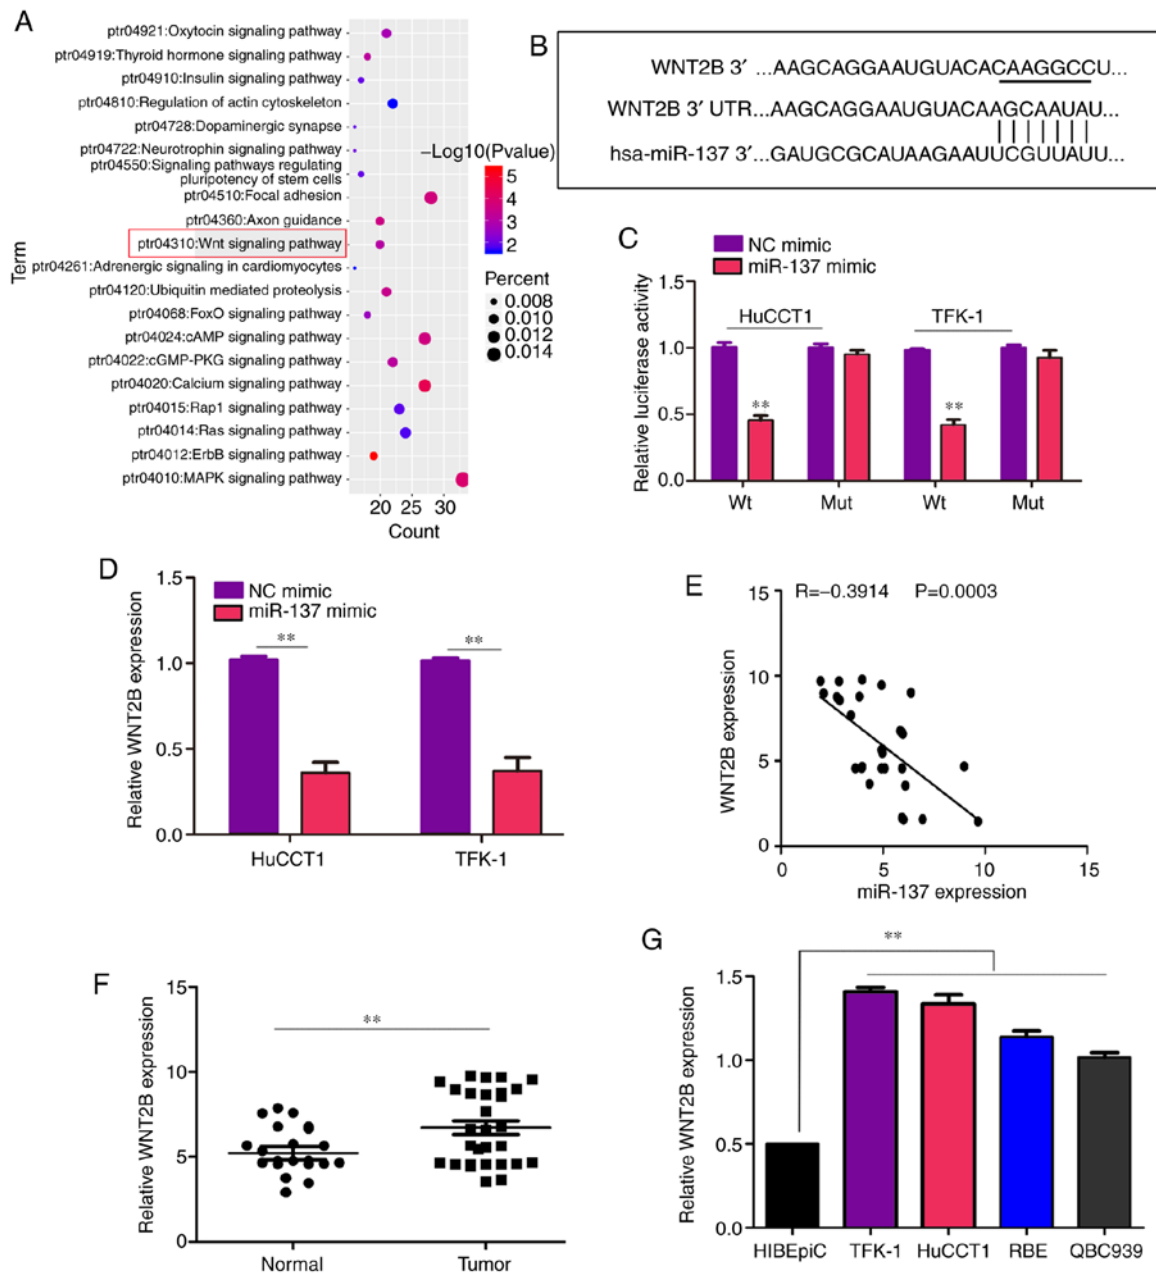 A
ptr04921:Oxytocin signaling pathway
ptr04919:Thyroid hormone signaling pathway
ptr04910:Insulin signaling pathway
ptr04810:Regulation of actin cytoskeleton
ptr04728:Dopaminergic synapse
ptr04722:Neurotrophin signaling pathway
ptr04550:Signaling pathways regulating
pluripotency of stem cells
ptr04510:Focal adhesion
ptr04360:Axon guidance
ptr04310:Wnt signaling pathway
ptr04261:Adrenergic signaling in cardiomyocytes
ptr04120:Ubiquitin mediated proteolysis
ptr04068:FoxO signaling pathway
ptr04024:cAMP signaling pathway
ptr04022:cGMP-PKG signaling pathway
ptr04020:Calcium signaling pathway
ptr04015:Rap1 signaling pathway
ptr04014:Ras signaling pathway
ptr04012:ErbB signaling pathway
ptr04010:MAPK signaling pathway
Term
20 25 30
Count
−Log10(Pvalue)
5
4
3
2
Percent
0.008
0.010
0.012
0.014
B
WNT2B 3′ ...AAGCAGGAAUGUACACAAGGCCU...
WNT2B 3′ UTR...AAGCAGGAAUGUACAAGCAAUAU...
hsa-miR-137 3′...GAUGCGCAUAAGAAUUCGUUAUU...
C
NC mimic
miR-137 mimic
Relative luciferase activity
1.5
1.0
0.5
0.0
HuCCT1 TFK-1
** **
Wt Mut Wt Mut
D
NC mimic
miR-137 mimic
Relative WNT2B expression
1.5
1.0
0.5
0.0
** **
HuCCT1 TFK-1
E
R=−0.3914 P=0.0003
WNT2B expression
15
10
5
0
0 5 10 15
miR-137 expression
F
Relative WNT2B expression
15
10
5
0
**
Normal Tumor
G
**
Relative WNT2B expression
1.5
1.0
0.5
0.0
HIBEpiC TFK-1 HuCCT1 RBE QBC939